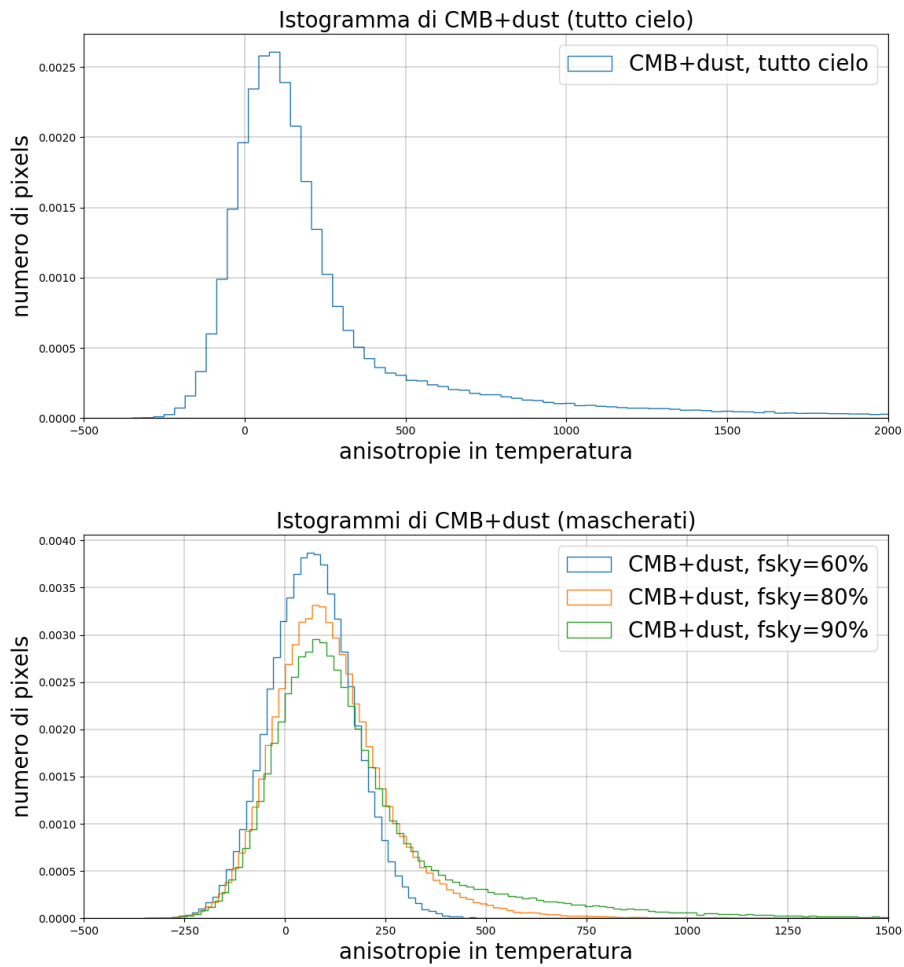 Istogramma di CMB+dust (tutto cielo)
CMB+dust, tutto cielo
numero di pixels
0.0025
0.0020
0.0015
0.0010
0.0005
0.0000
−500 0 500 1000 1500 2000
anisotropie in temperatura
Istogrammi di CMB+dust (mascherati)
CMB+dust, fsky=60%
CMB+dust, fsky=80%
CMB+dust, fsky=90%
numero di pixels
0.0040
0.0035
0.0030
0.0025
0.0020
0.0015
0.0010
0.0005
0.0000
−500 −250 0 250 500 750 1000 1250 1500
anisotropie in temperatura